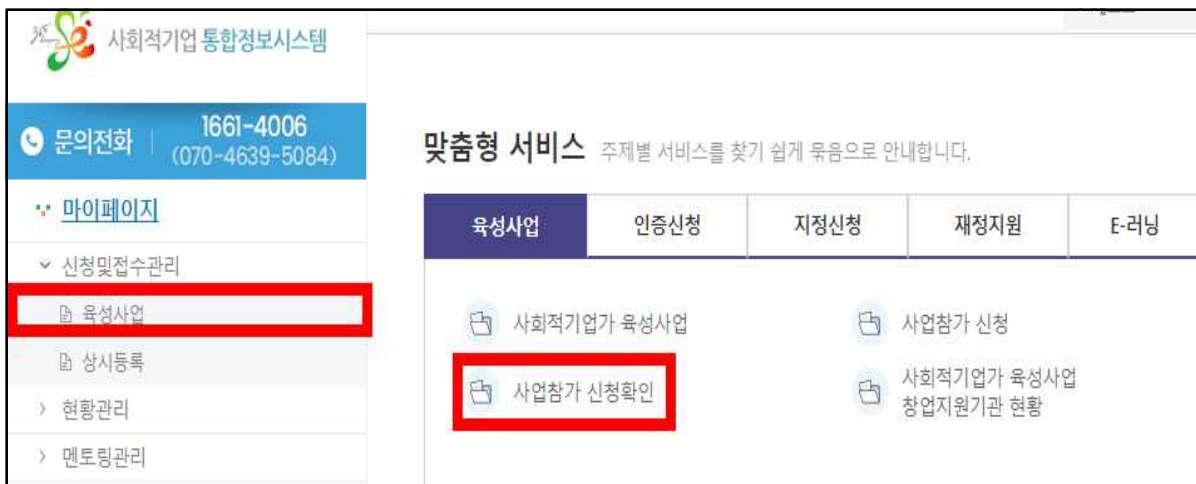 사회적기업 통합정보시스템
문의전화 1661-4006
(070-4639-5084)
마이페이지
신청및접수관리
육성사업
상시등록
현황관리
멘토링관리
맞춤형 서비스 주제별 서비스를 찾기 쉽게 묶음으로 안내합니다.
육성사업 인증신청 지정신청 재정지원 E-러닝
사회적기업가 육성사업 사업참가 신청
사업참가 신청확인 사회적기업가 육성사업
창업지원기관 현황